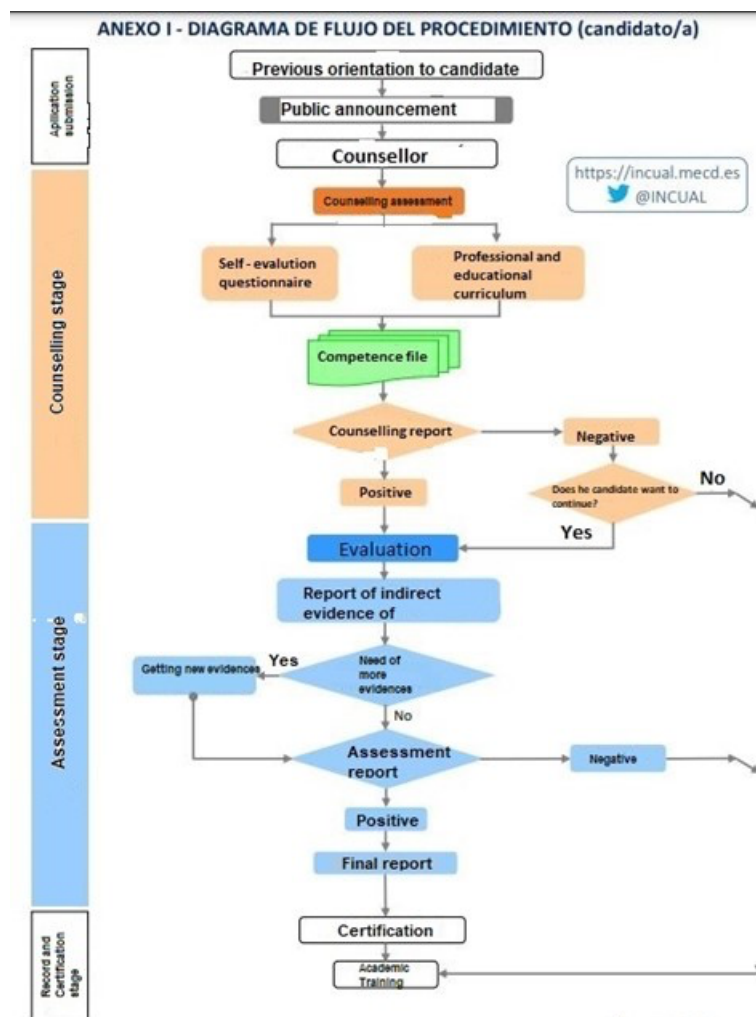 ANEXO I - DIAGRAMA DE FLUJO DEL PROCEDIMIENTO (candidato/a)
Apllication
submission
Previous orientation to candidate
Public announcement
Counsellor
https://incual.mecd.es
@INCUAL
Counselling stage
Counselling assessment
Self - evalution
questionnaire
Professional and
educational
curriculum
Competence file
Counselling report
Negative
Positive
Does he candidate want to
continue?
No
Yes
Assessment stage
Evaluation
Report of indirect
evidence of
Need of
more
evidences
Yes
Getting new evidences
No
Assessment
report
Negative
Positive
Final report
Record and
Certification
stage
Certification
Academic
Training